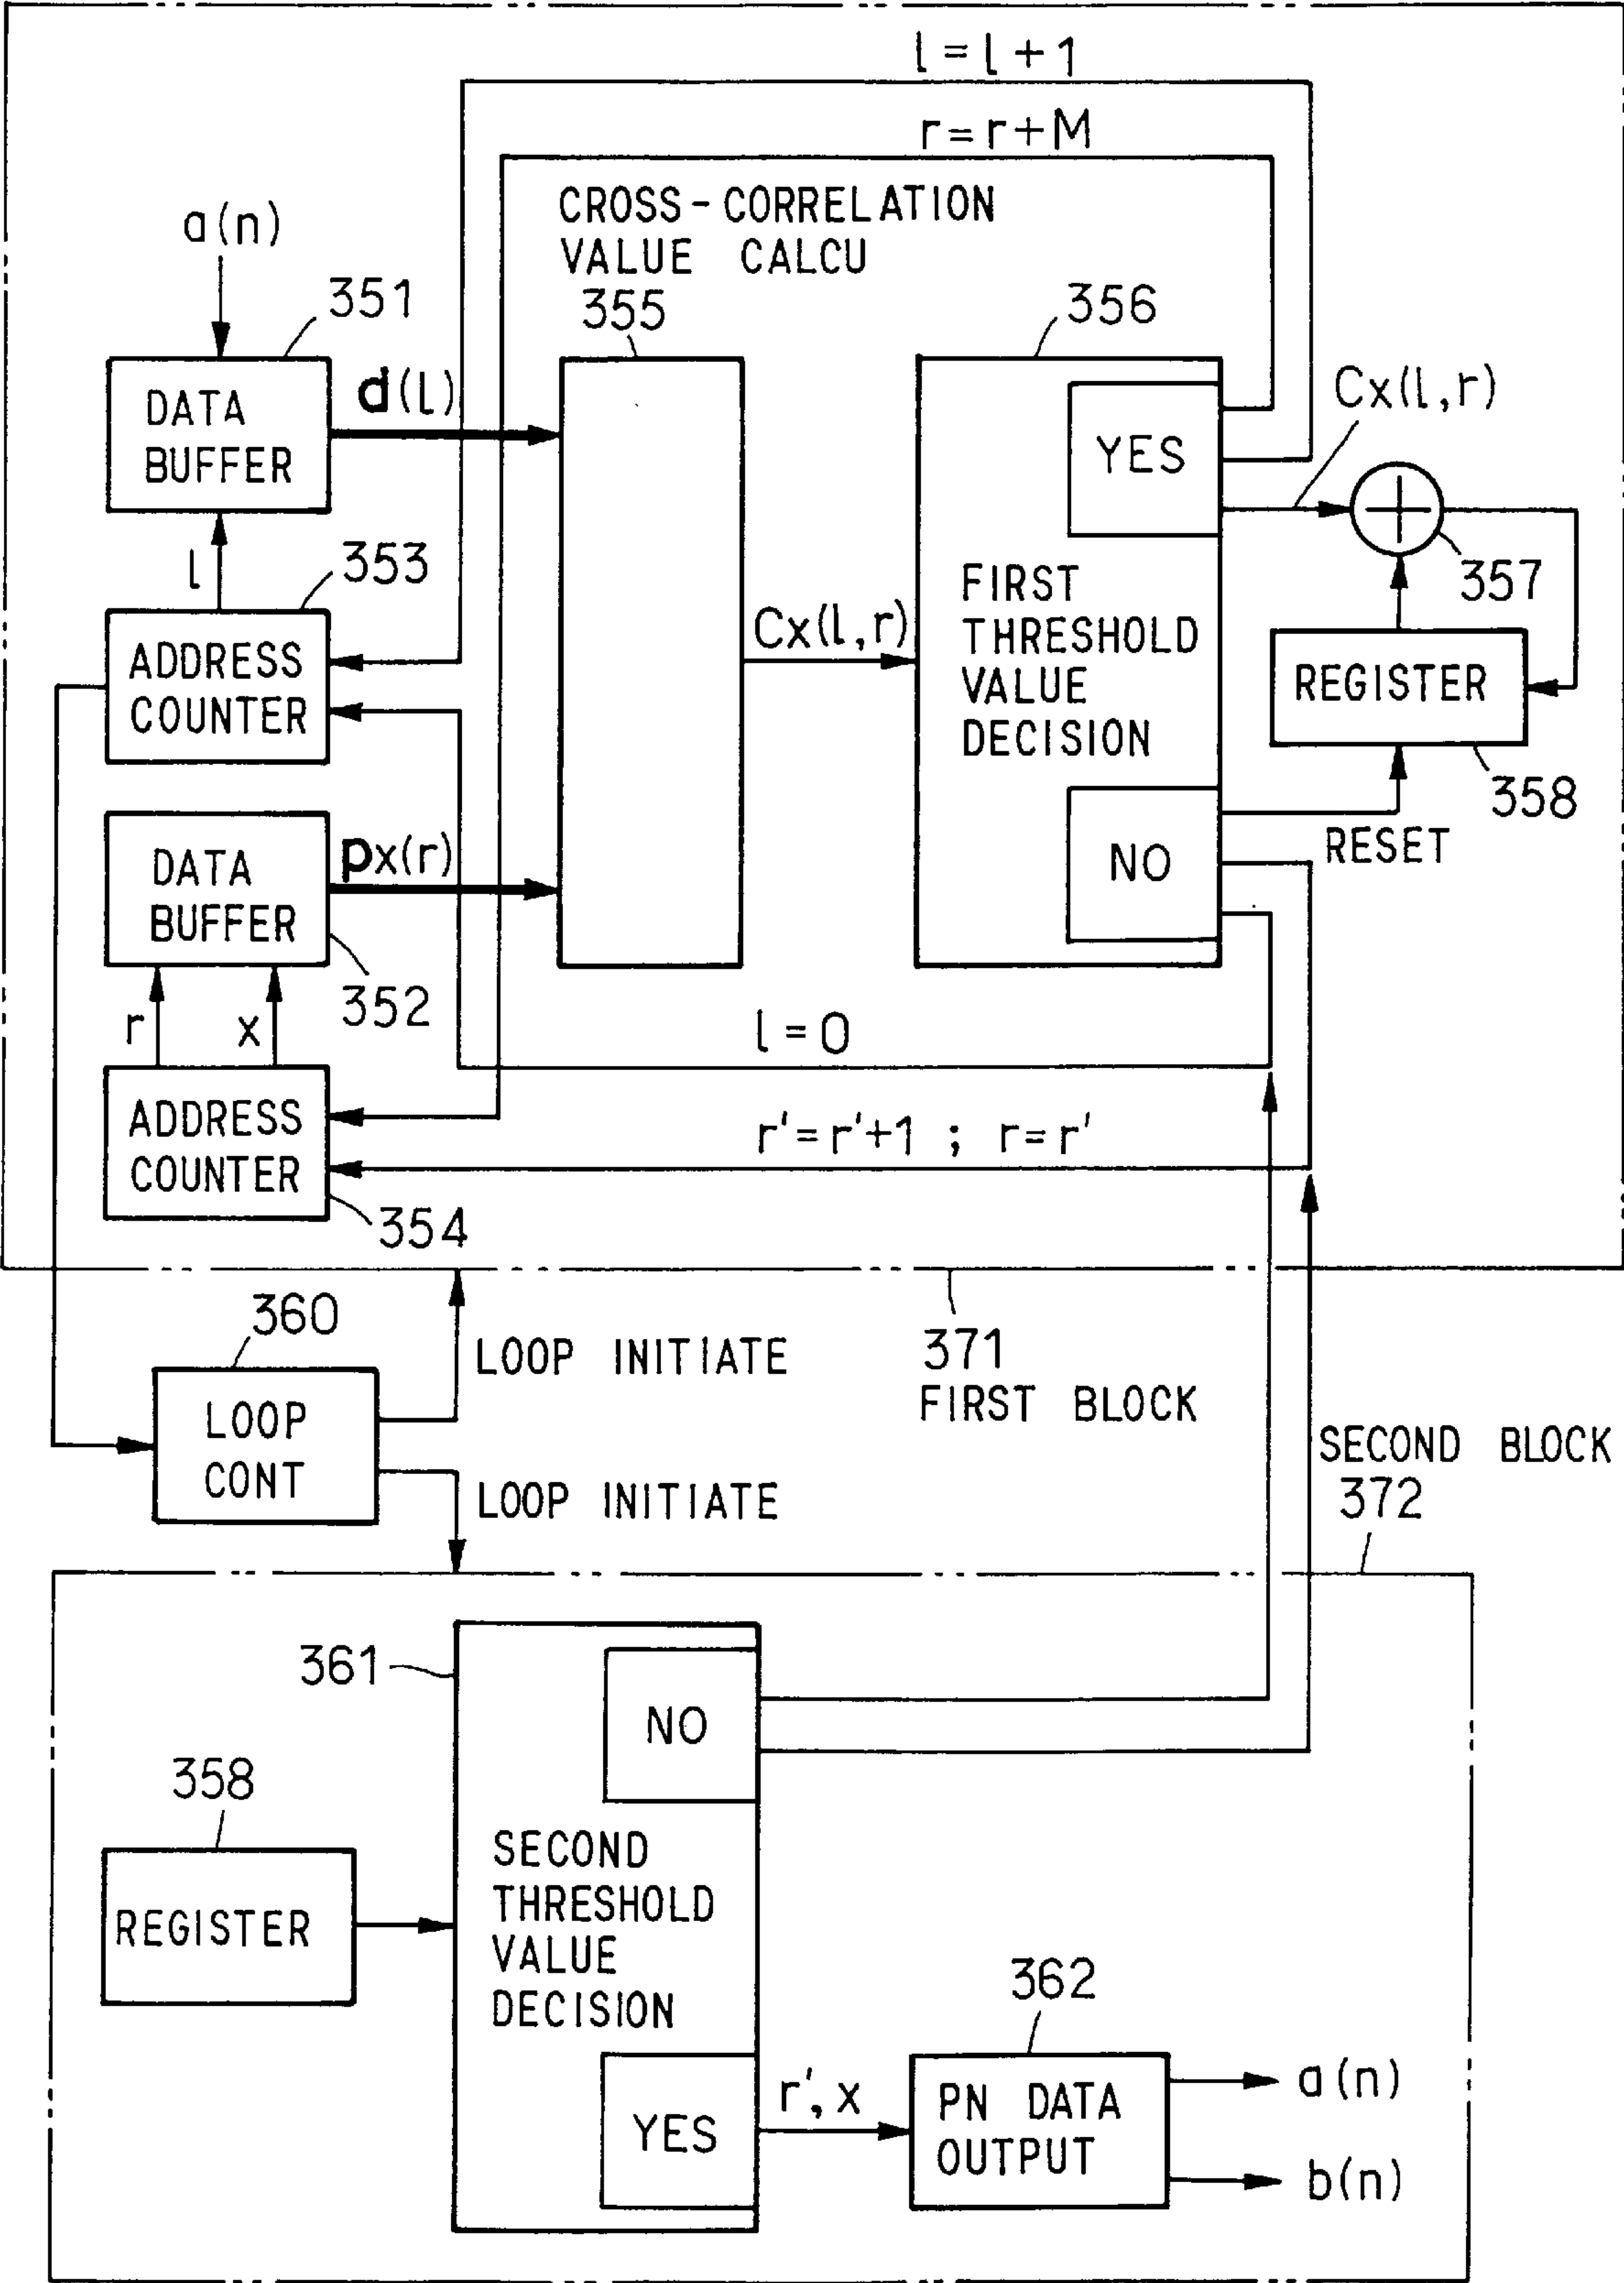 l = l + 1
r = r + M
CROSS-CORRELATION
VALUE CALCU
355
a(n)
351
356
DATA
BUFFER
d(l)
YES
Cx(l,r)
357
l
353
ADDRESS
COUNTER
Cx(l,r)
FIRST
THRESHOLD
VALUE
DECISION
REGISTER
358
RESET
NO
DATA
BUFFER
px(r)
352
r
x
l = 0
ADDRESS
COUNTER
354
r' = r'+1 ; r = r'
360
LOOP INITIATE
371
FIRST BLOCK
LOOP
CONT
LOOP INITIATE
SECOND BLOCK
372
361
NO
358
REGISTER
SECOND
THRESHOLD
VALUE
DECISION
YES
r', x
362
PN DATA
OUTPUT
a(n)
b(n)